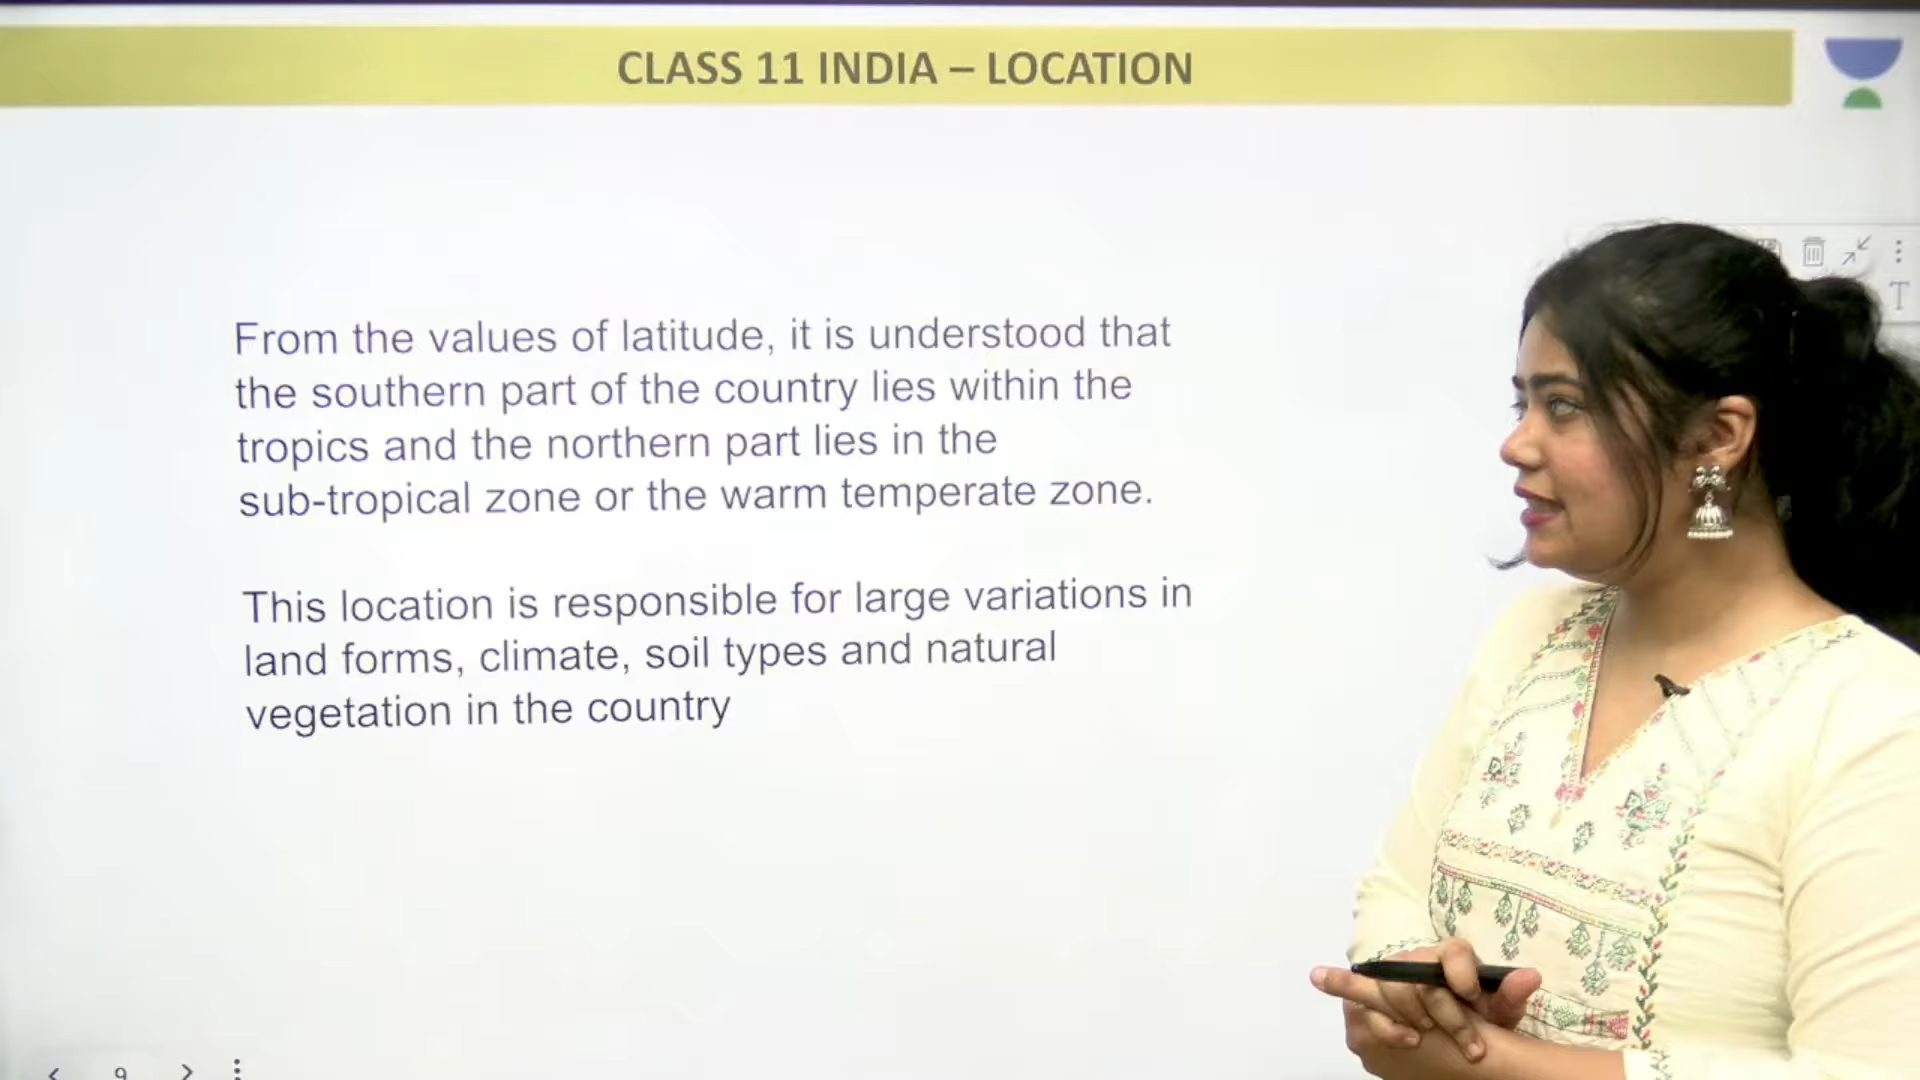 CLASS 11 INDIA – LOCATION
T
From the values of latitude, it is understood that
the southern part of the country lies within the
tropics and the northern part lies in the
sub-tropical zone or the warm temperate zone.
This location is responsible for large variations in
land forms, climate, soil types and natural
vegetation in the country
9